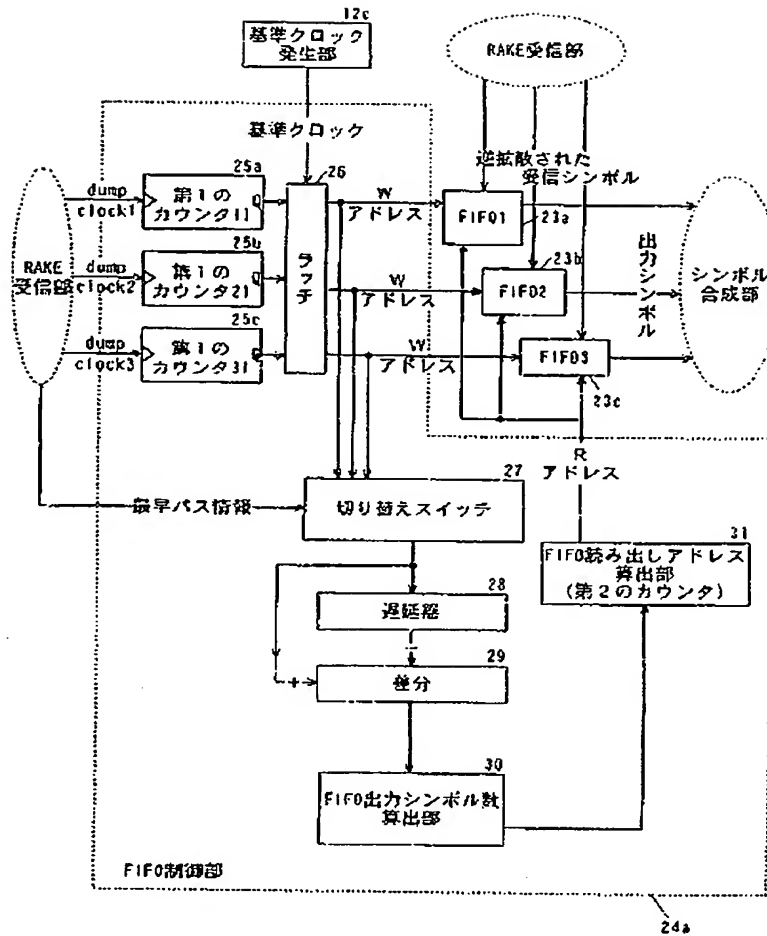 12c
基準クロック
発生部
RAKE受信部
基準クロック
逆拡散された
受信シンボル
25a
dump
clock1
第1の
カウンタ11
26
ラッチ
W
アドレス
FIFO1
23a
25b
RAKE
受信部
dump
clock2
第1の
カウンタ21
W
アドレス
FIFO2
23b
出力シンボル
シンボル
合成部
25c
dump
clock3
第1の
カウンタ31
W
アドレス
FIFO3
23c
R
アドレス
27
最早パス情報
切り替えスイッチ
31
FIFO読み出しアドレス
算出部
(第2のカウンタ)
28
遅延器
−
29
+
差分
30
FIFO出力シンボル数
算出部
FIFO制御部
24a